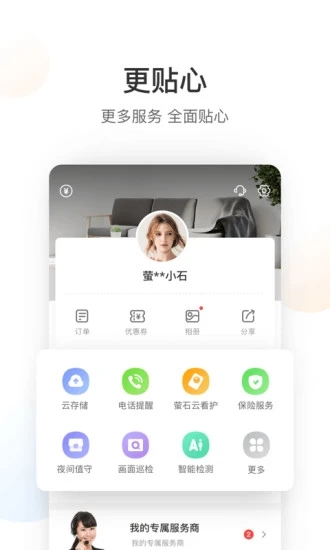 更贴心
更多服务 全面贴心
¥
萤**小石
订单 优惠券 相册 分享
云存储 电话提醒 萤石云看护 保险服务
夜间值守 画面巡检 智能检测 更多
我的专属服务商 2
我的专属服务商